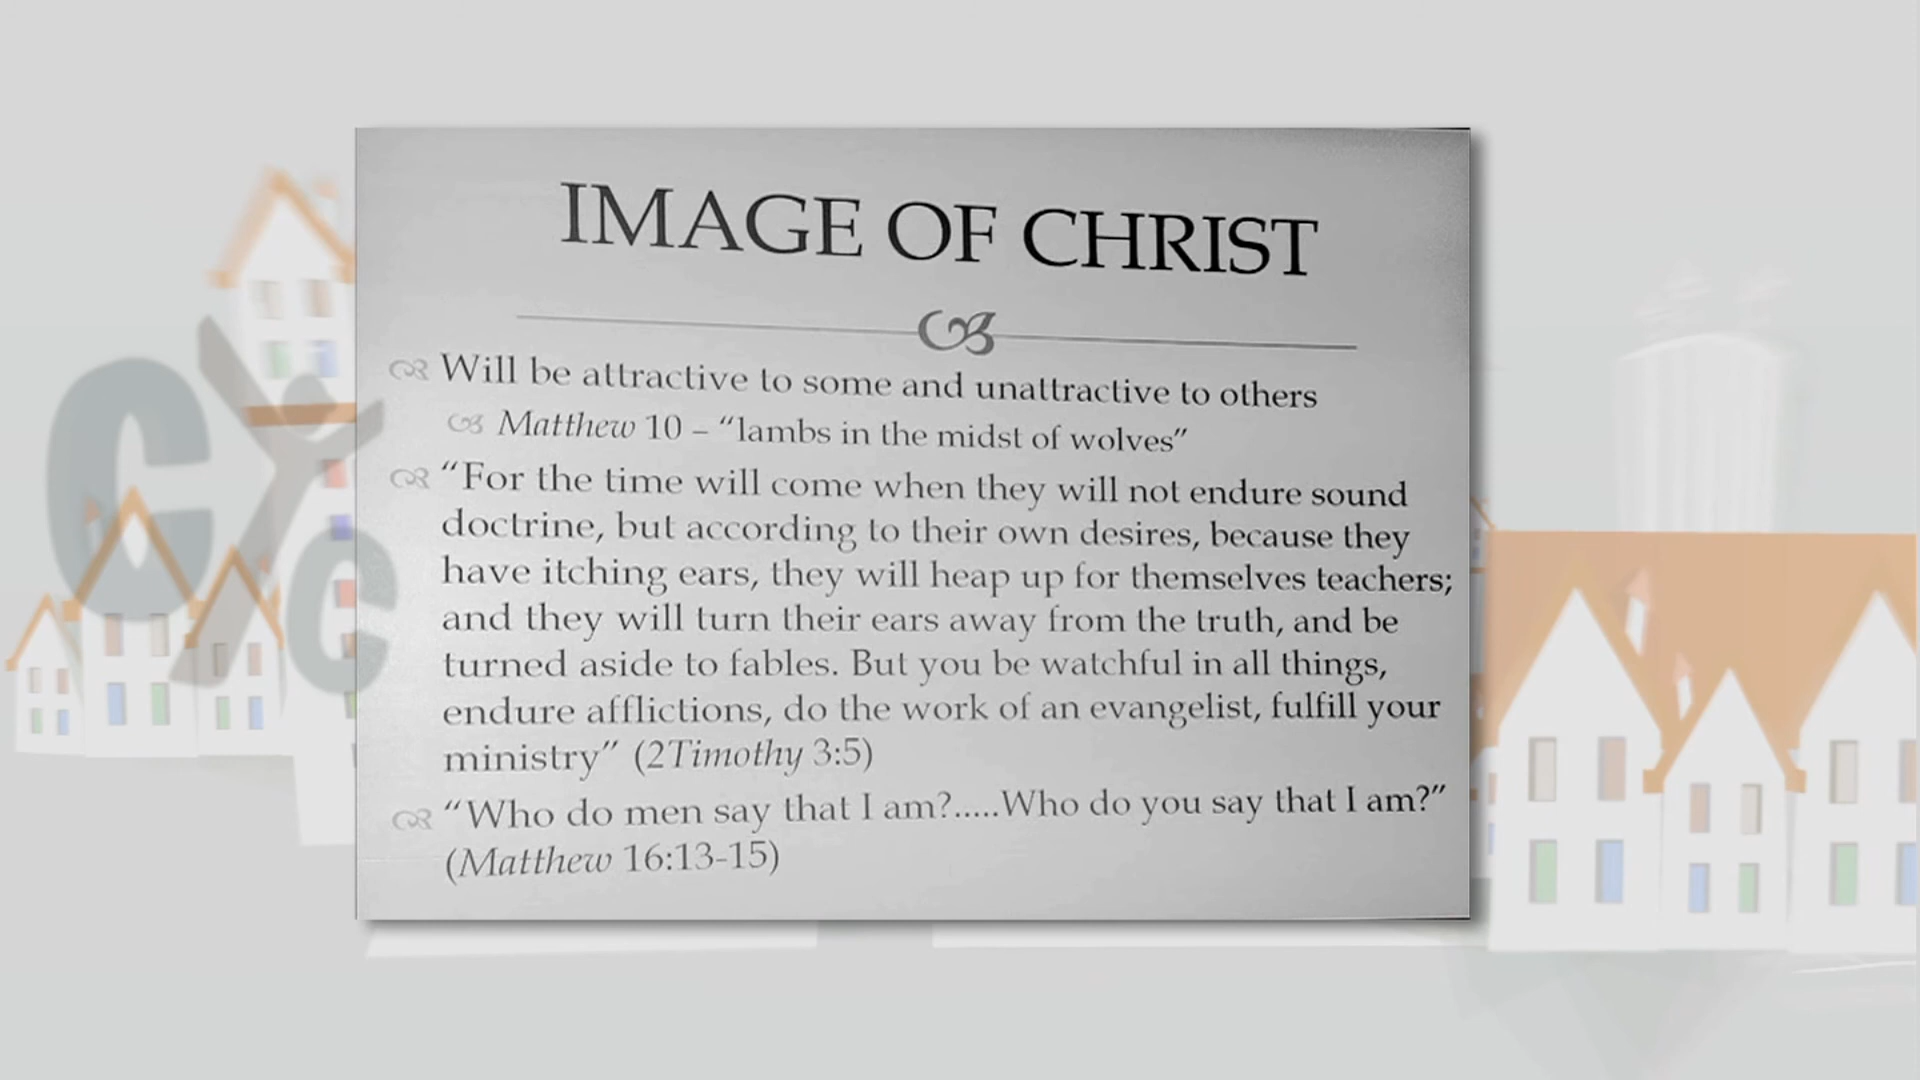 IMAGE OF CHRIST
Will be attractive to some and unattractive to others
Matthew 10 – “lambs in the midst of wolves”
“For the time will come when they will not endure sound
doctrine, but according to their own desires, because they
have itching ears, they will heap up for themselves teachers;
and they will turn their ears away from the truth, and be
turned aside to fables. But you be watchful in all things,
endure afflictions, do the work of an evangelist, fulfill your
ministry” (2Timothy 3:5)
“Who do men say that I am?.....Who do you say that I am?”
(Matthew 16:13-15)
CYC